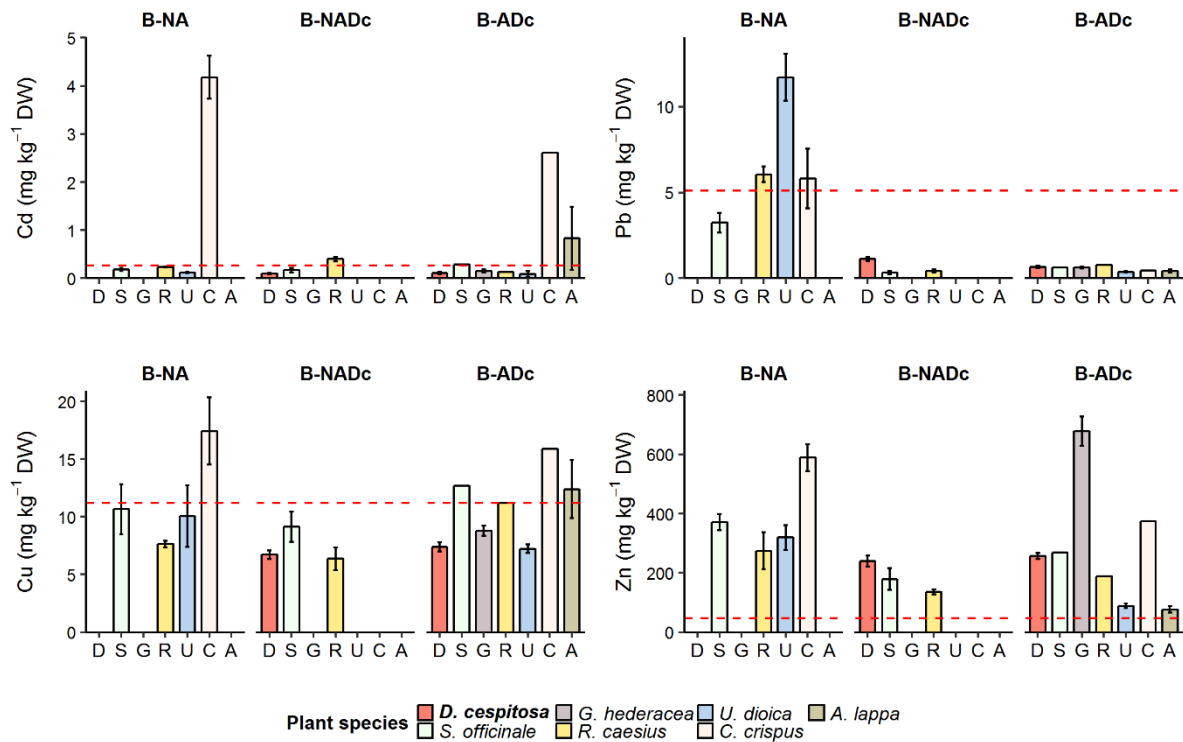 B-NA B-NADc B-ADc
Cd (mg kg⁻¹ DW)
5
4
3
2
1
0
D S G R U C A D S G R U C A D S G R U C A
B-NA B-NADc B-ADc
Pb (mg kg⁻¹ DW)
10
5
0
D S G R U C A D S G R U C A D S G R U C A
B-NA B-NADc B-ADc
Cu (mg kg⁻¹ DW)
20
15
10
5
0
D S G R U C A D S G R U C A D S G R U C A
B-NA B-NADc B-ADc
Zn (mg kg⁻¹ DW)
800
600
400
200
0
D S G R U C A D S G R U C A D S G R U C A
Plant species
D. cespitosa G. hederacea U. dioica A. lappa
S. officinale R. caesius C. crispus